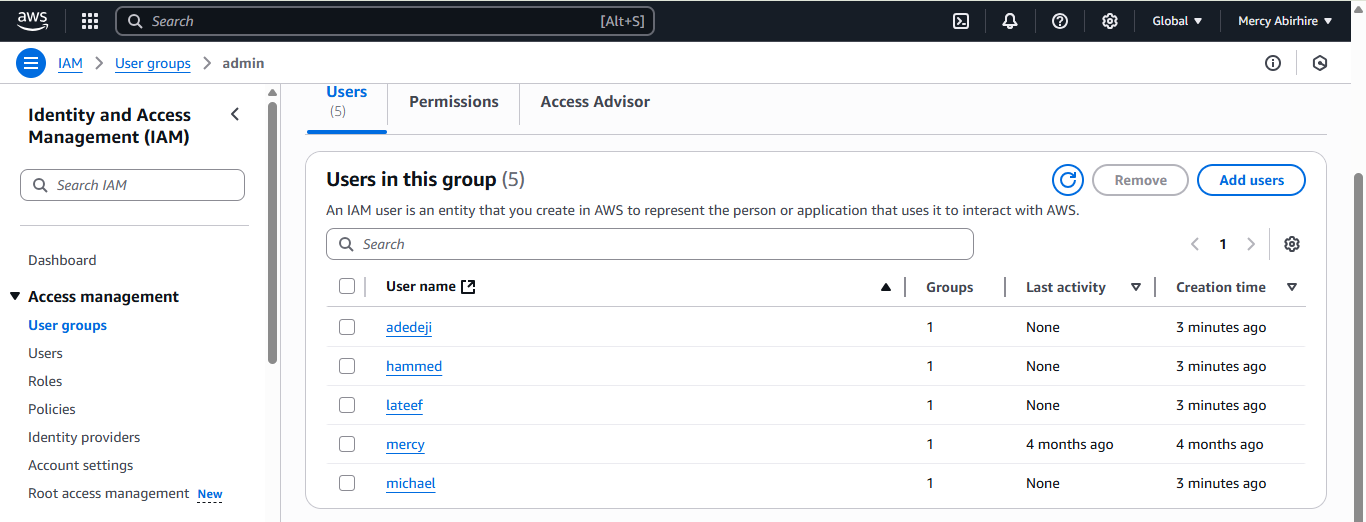 aws Search [Alt+S] Global Mercy Abirhire
IAM User groups admin
Identity and Access
Management (IAM)
Search IAM
Dashboard
Access management
User groups
Users
Roles
Policies
Identity providers
Account settings
Root access management New
Users
(5)
Permissions
Access Advisor
Users in this group (5)
Remove
Add users
An IAM user is an entity that you create in AWS to represent the person or application that uses it to interact with AWS.
Search
1
User name Groups Last activity Creation time
adedeji 1 None 3 minutes ago
hammed 1 None 3 minutes ago
lateef 1 None 3 minutes ago
mercy 1 4 months ago 4 months ago
michael 1 None 3 minutes ago